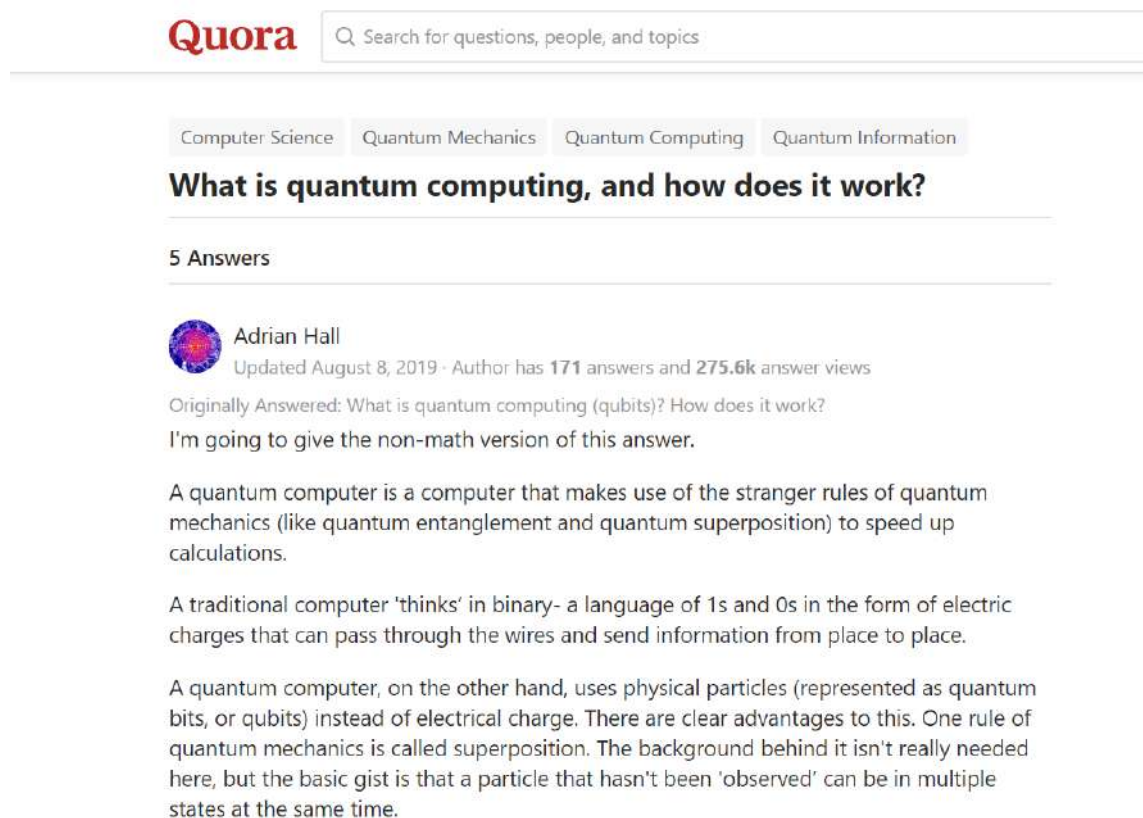 Quora
Search for questions, people, and topics
Computer Science Quantum Mechanics Quantum Computing Quantum Information
What is quantum computing, and how does it work?
5 Answers
Adrian Hall
Updated August 8, 2019 · Author has 171 answers and 275.6k answer views
Originally Answered: What is quantum computing (qubits)? How does it work?
I'm going to give the non-math version of this answer.
A quantum computer is a computer that makes use of the stranger rules of quantum
mechanics (like quantum entanglement and quantum superposition) to speed up
calculations.
A traditional computer 'thinks' in binary- a language of 1s and 0s in the form of electric
charges that can pass through the wires and send information from place to place.
A quantum computer, on the other hand, uses physical particles (represented as quantum
bits, or qubits) instead of electrical charge. There are clear advantages to this. One rule of
quantum mechanics is called superposition. The background behind it isn't really needed
here, but the basic gist is that a particle that hasn't been 'observed' can be in multiple
states at the same time.